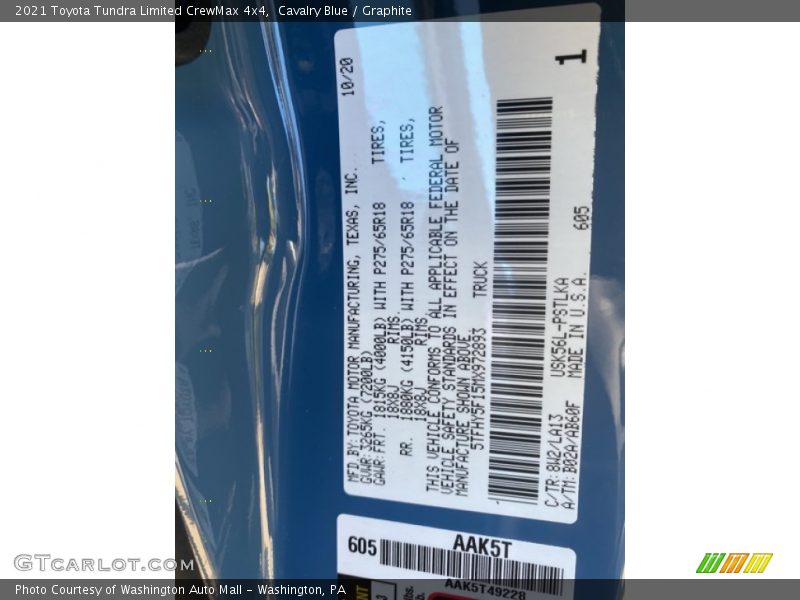 2021 Toyota Tundra Limited CrewMax 4x4, Cavalry Blue / Graphite
10/20
1
MFD BY: TOYOTA MOTOR MANUFACTURING, TEXAS, INC.
GVWR: 3265KG (7200LB)
GAWR: FRT. 1815KG (4000LB) WITH P275/65R18 TIRES,
18X8J RIMS.
RR. 1880KG (4150LB) WITH P275/65R18 TIRES,
18X8J RIMS.
THIS VEHICLE CONFORMS TO ALL APPLICABLE FEDERAL MOTOR
VEHICLE SAFETY STANDARDS IN EFFECT ON THE DATE OF
MANUFACTURE SHOWN ABOVE.
5TFHY5F15MX972893 TRUCK
C/TR: 8W2/LA13 USK56L-PSTLKA 605
A/TM: B02A/AB60F MADE IN U.S.A.
605 AAK5T
AAK5T49228
GTCarLot.com
Photo Courtesy of Washington Auto Mall - Washington, PA